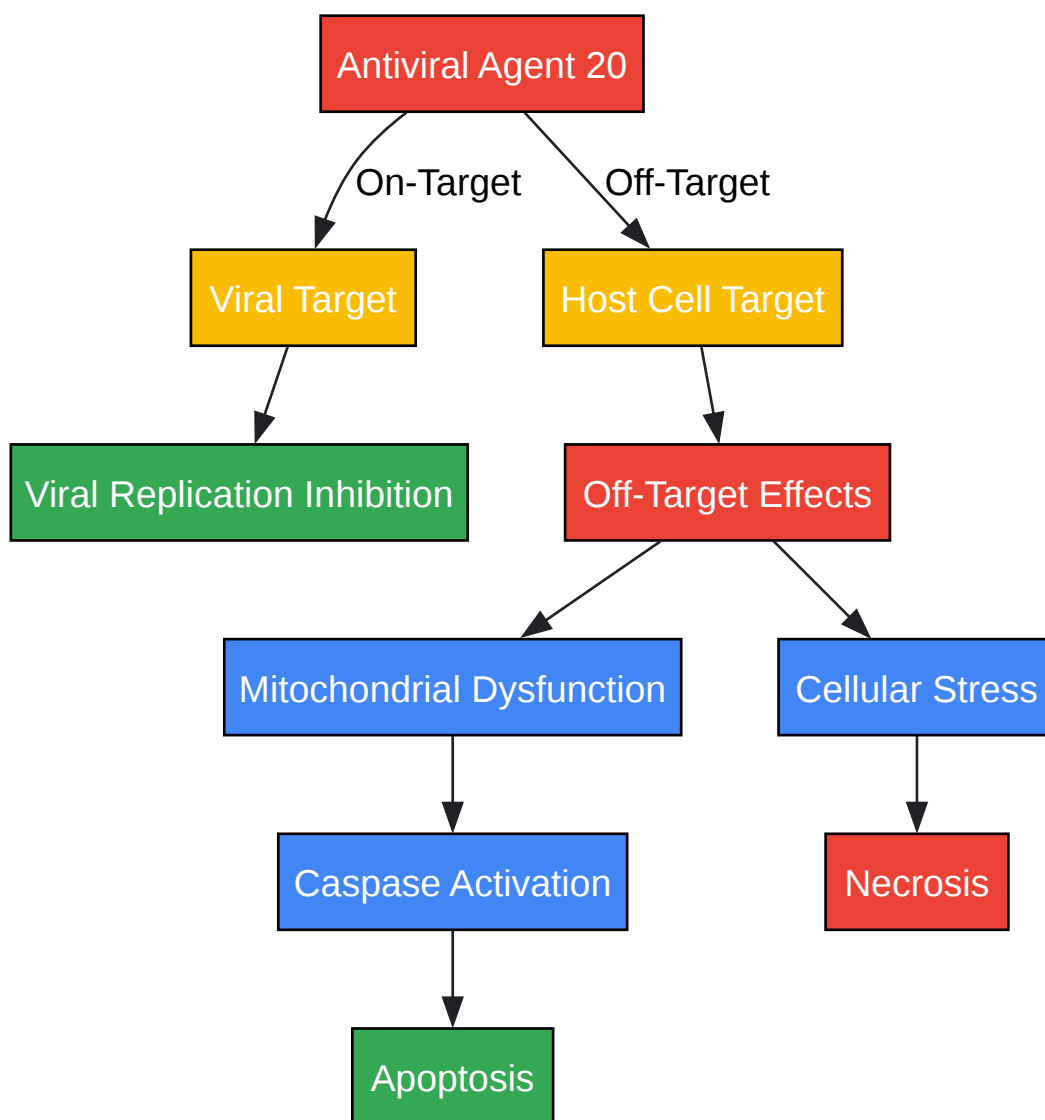 Antiviral Agent 20
On-Target
Off-Target
Viral Target
Host Cell Target
Viral Replication Inhibition
Off-Target Effects
Mitochondrial Dysfunction
Cellular Stress
Caspase Activation
Necrosis
Apoptosis